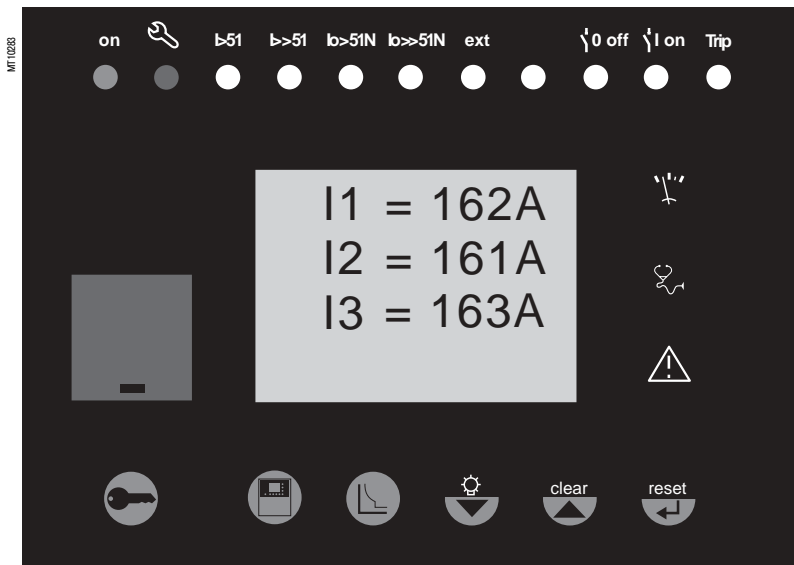 MT10283
on I>51 I>>51 Io>51N Io>>51N ext 0 off I on Trip
I1 = 162A
I2 = 161A
I3 = 163A
clear reset